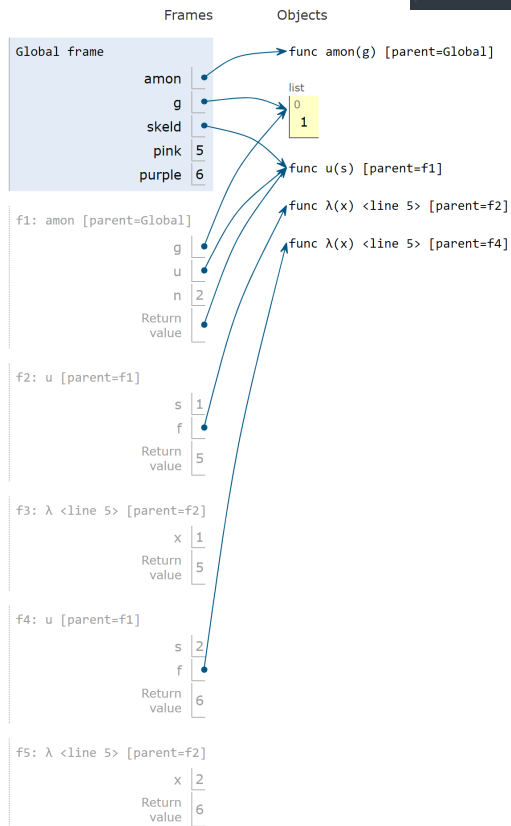 Frames Objects
Global frame
amon
g
skeld
pink 5
purple 6
func amon(g) [parent=Global]
list
0
1
func u(s) [parent=f1]
func λ(x) <line 5> [parent=f2]
func λ(x) <line 5> [parent=f4]
f1: amon [parent=Global]
g
u
n 2
Return
value
f2: u [parent=f1]
s 1
f
Return
value 5
f3: λ <line 5> [parent=f2]
x 1
Return
value 5
f4: u [parent=f1]
s 2
f
Return
value 6
f5: λ <line 5> [parent=f2]
x 2
Return
value 6